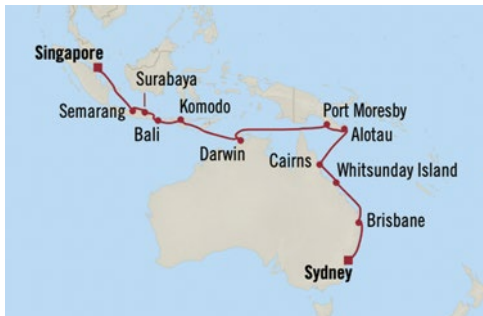 Singapore
Surabaya
Semarang
Komodo
Bali
Port Moresby
Alotau
Darwin
Cairns
Whitsunday Island
Brisbane
Sydney